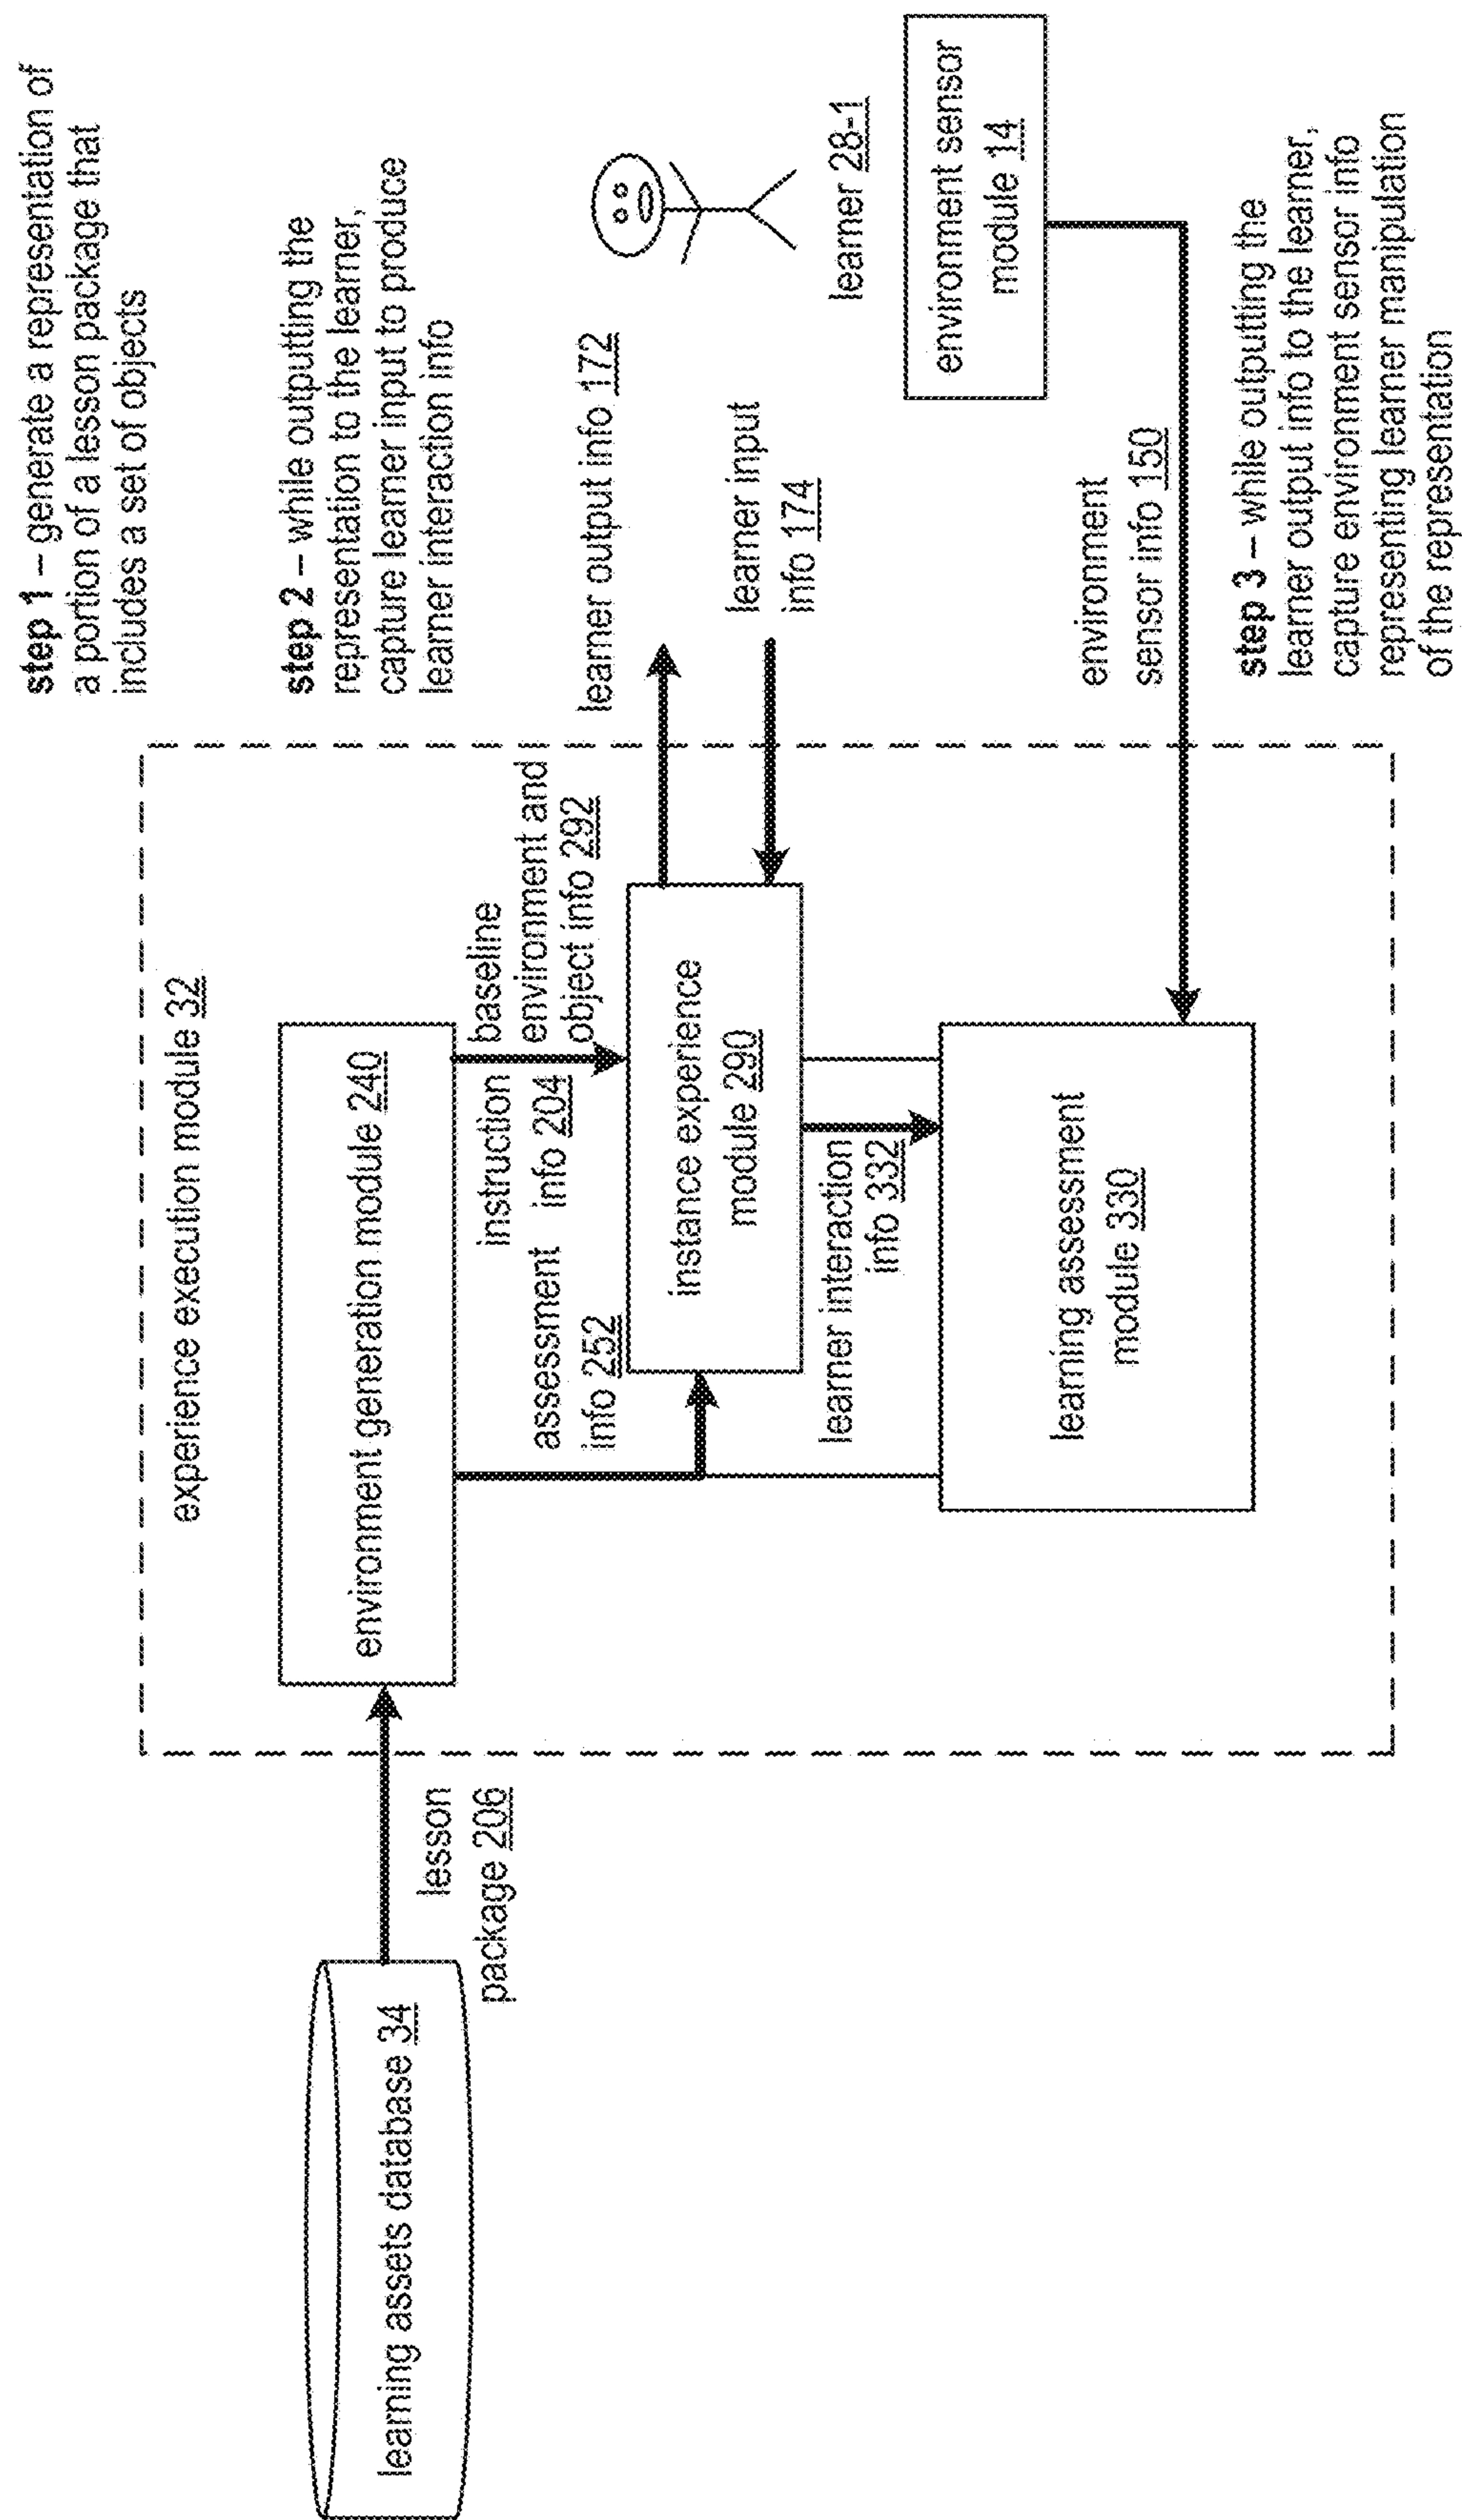 step 1 – generate a representation of
a portion of a lesson package that
includes a set of objects
step 2 – while outputting the
representation to the learner,
capture learner input to produce
learner interaction info
experience execution module 32
learning assets database 34
lesson
package 206
environment generation module 240
baseline
environment and
object info 292
instruction
info 204
assessment
info 252
instance experience
module 290
learner output info 172
learner input
info 174
learner 28-1
learner interaction
info 332
learning assessment
module 330
environment sensor
module 14
environment
sensor info 150
step 3 – while outputting the
learner output info to the learner,
capture environment sensor info
representing learner manipulation
of the representation